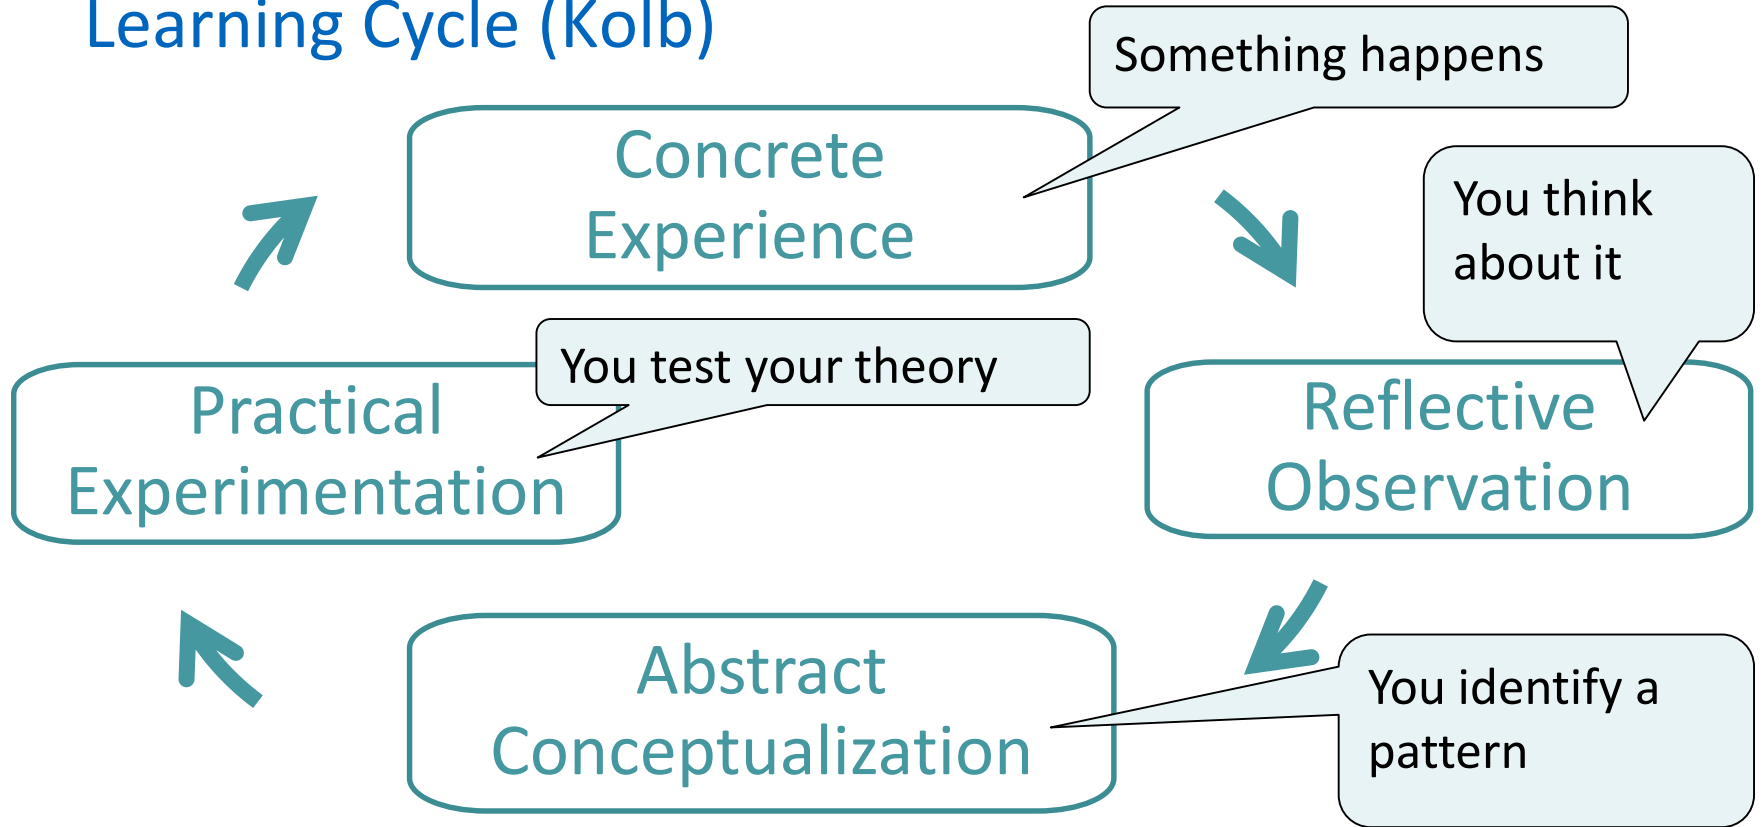 Learning Cycle (Kolb)
Something happens
Concrete
Experience
You think
about it
You test your theory
Practical
Experimentation
Reflective
Observation
Abstract
Conceptualization
You identify a
pattern